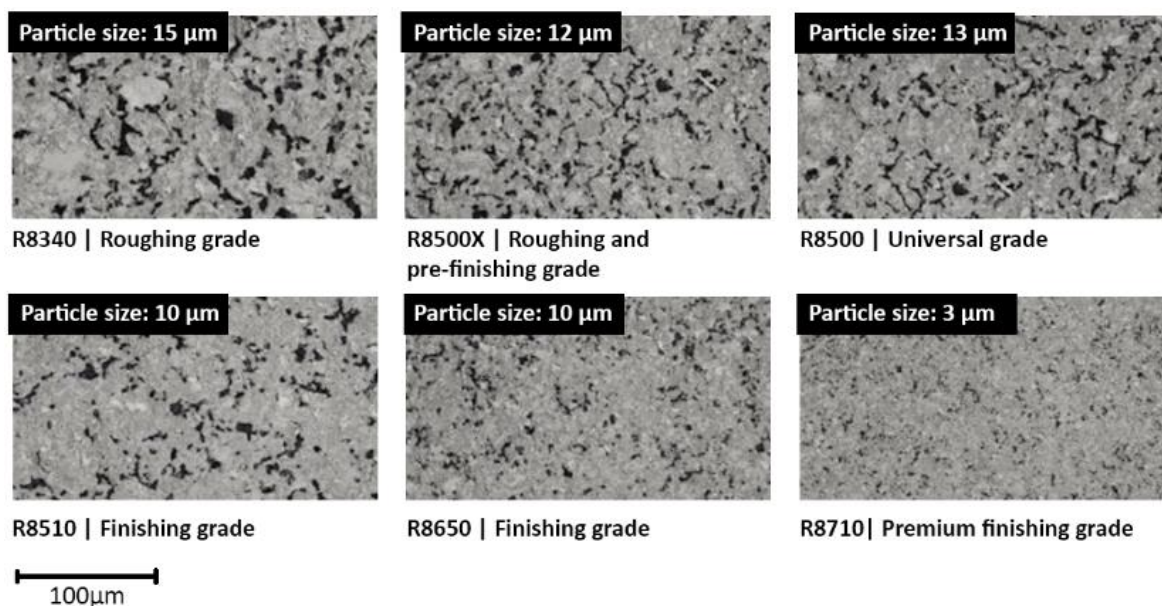 Particle size: 15 μm
Particle size: 12 μm
Particle size: 13 μm
R8340 | Roughing grade
R8500X | Roughing and
pre-finishing grade
R8500 | Universal grade
Particle size: 10 μm
Particle size: 10 μm
Particle size: 3 μm
R8510 | Finishing grade
R8650 | Finishing grade
R8710| Premium finishing grade
100μm